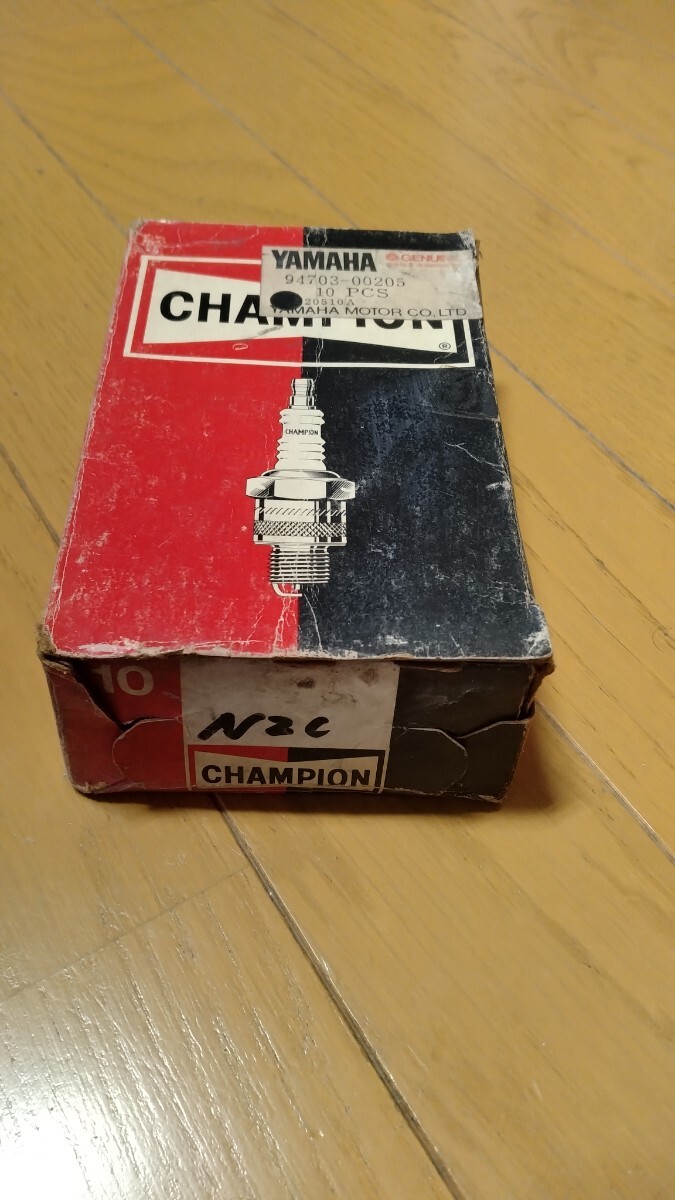 YAMAHA GENUINE
94703-00205
10 PCS
20510A
YAMAHA MOTOR CO., LTD
CHAMPION
®
CHAMPION
10
N2C
CHAMPION